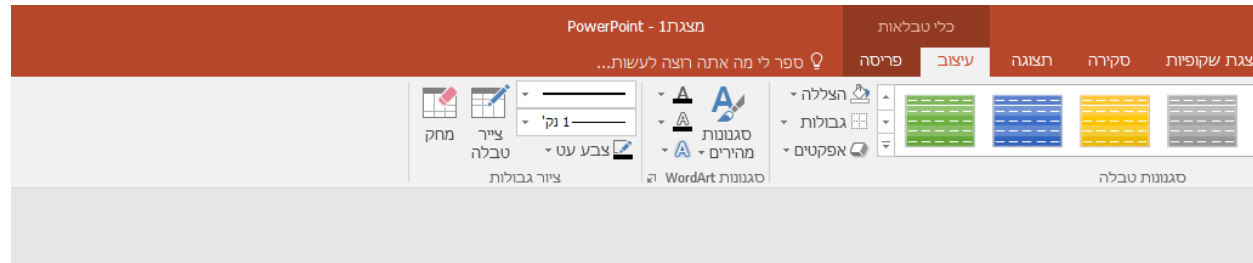 מצגת1 - PowerPoint
כלי טבלאות
צגת שקופיות
סקירה
תצוגה
עיצוב
פריסה
ספר לי מה אתה רוצה לעשות...
הצללה
גבולות
אפקטים
סגנונות טבלה
סגנונות
מהירים
סגנונות WordArt
1 נק'
צבע עט
צייר
טבלה
מחק
ציור גבולות